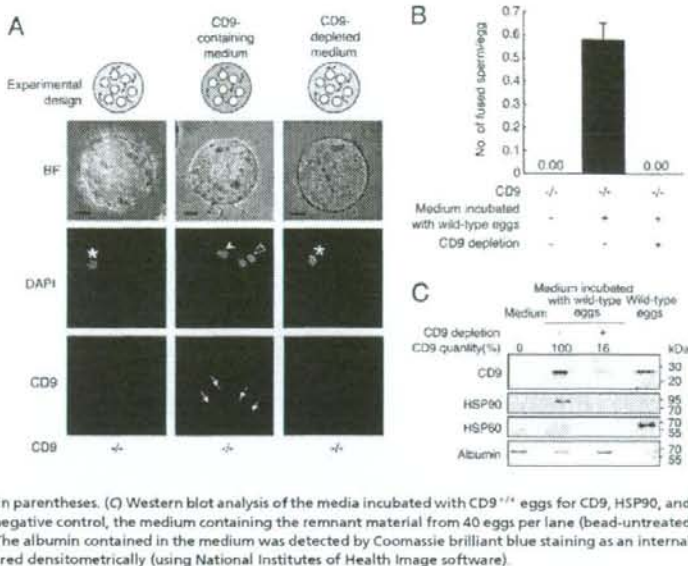 A
CD9-
containing
medium
CD9-
depleted
medium
Experimental
design
BF
DAPI
CD9
CD9 -/- -/- -/-
B
No. of fused sperm/egg
0.7
0.6
0.5
0.4
0.3
0.2
0.1
0
0.00 0.00
CD9 -/- -/- -/-
Medium incubated
with wild-type eggs - + +
CD9 depletion - - +
C
Medium incubated
with wild-type
eggs
Medium
Wild-type
eggs
CD9 depletion - +
CD9 quantity(%) 0 100 16 kDa
CD9 30
20
HSP90 95
70
HSP60 70
55
Albumin 70
55
in parentheses. (C) Western blot analysis of the media incubated with CD9+/+ eggs for CD9, HSP90, and
negative control, the medium containing the remnant material from 40 eggs per lane (bead-untreated
The albumin contained in the medium was detected by Coomassie brilliant blue staining as an interna
red densitometrically (using National Institutes of Health Image software).